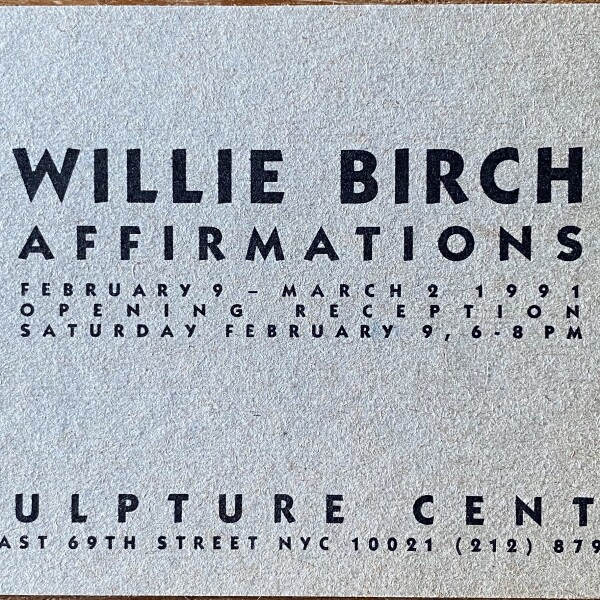 WILLIE BIRCH
AFFIRMATIONS
FEBRUARY 9 – MARCH 2 1991
OPENING RECEPTION
SATURDAY FEBRUARY 9, 6-8 PM
ULPTURE CENT
AST 69TH STREET NYC 10021 (212) 879